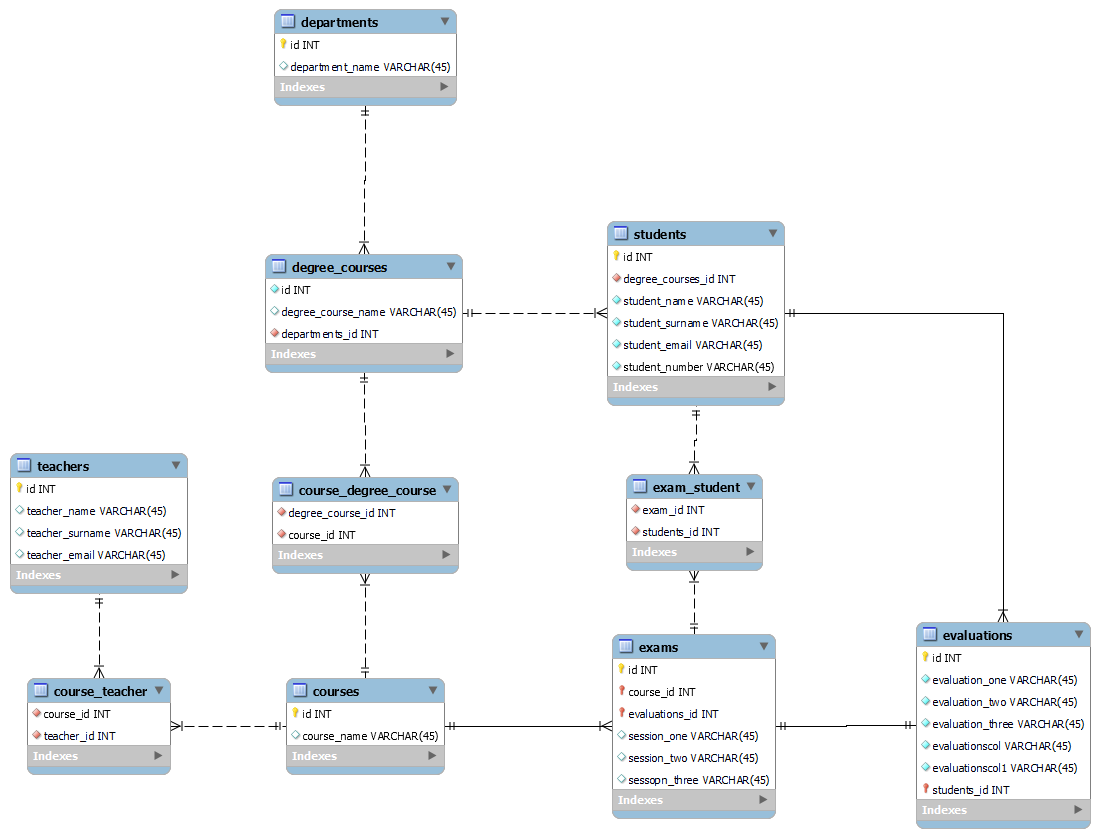 departments
id INT
department_name VARCHAR(45)
Indexes
degree_courses
id INT
degree_course_name VARCHAR(45)
departments_id INT
Indexes
students
id INT
degree_courses_id INT
student_name VARCHAR(45)
student_surname VARCHAR(45)
student_email VARCHAR(45)
student_number VARCHAR(45)
Indexes
teachers
id INT
teacher_name VARCHAR(45)
teacher_surname VARCHAR(45)
teacher_email VARCHAR(45)
Indexes
course_degree_course
degree_course_id INT
course_id INT
Indexes
exam_student
exam_id INT
students_id INT
Indexes
course_teacher
course_id INT
teacher_id INT
Indexes
courses
id INT
course_name VARCHAR(45)
Indexes
exams
id INT
course_id INT
evaluations_id INT
session_one VARCHAR(45)
session_two VARCHAR(45)
sessopn_three VARCHAR(45)
Indexes
evaluations
id INT
evaluation_one VARCHAR(45)
evaluation_two VARCHAR(45)
evaluation_three VARCHAR(45)
evaluationscol VARCHAR(45)
evaluationscol1 VARCHAR(45)
students_id INT
Indexes